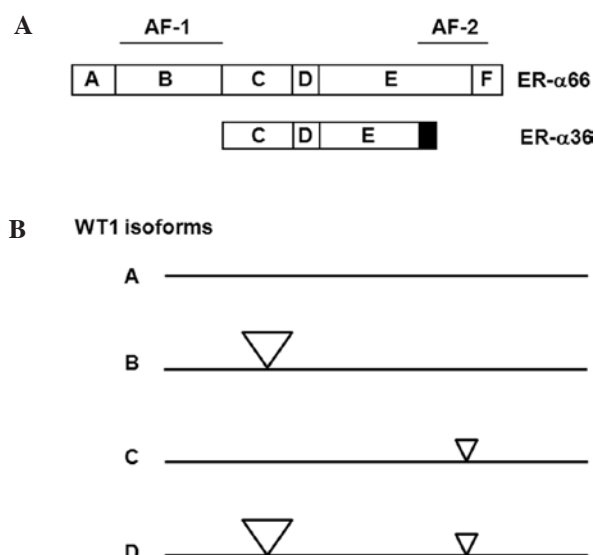 A
AF-1 AF-2
A B C D E F ER-α66
C D E ER-α36
B WT1 isoforms
A
B
C
D